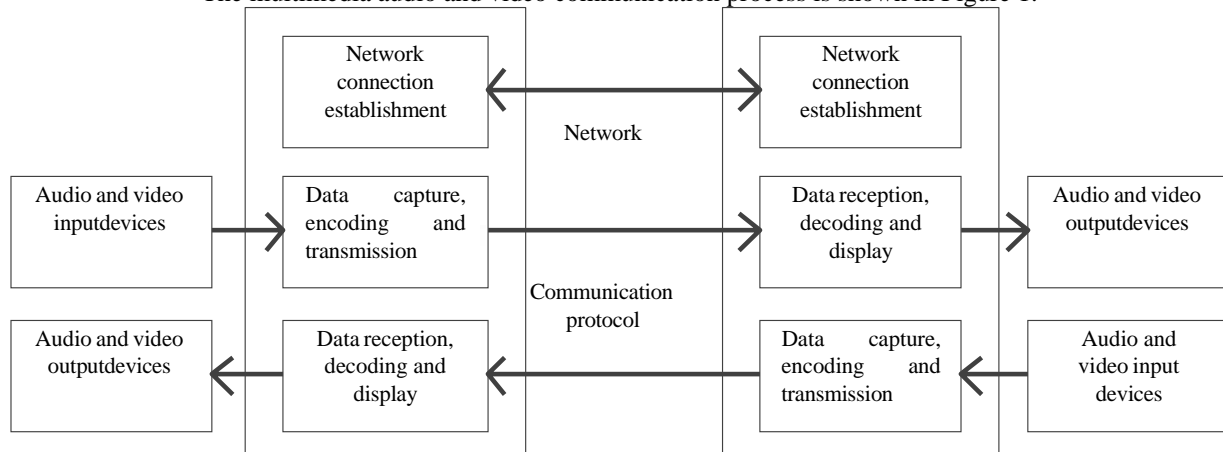 The multimedia audio and video communication process is shown in Figure 1.
Network
connection
establishment
Network
connection
establishment
Network
Audio and video
inputdevices
Data capture,
encoding and
transmission
Data reception,
decoding and
display
Audio and video
outputdevices
Communication
protocol
Audio and video
outputdevices
Data reception,
decoding and
display
Data capture,
encoding and
transmission
Audio and
video input
devices